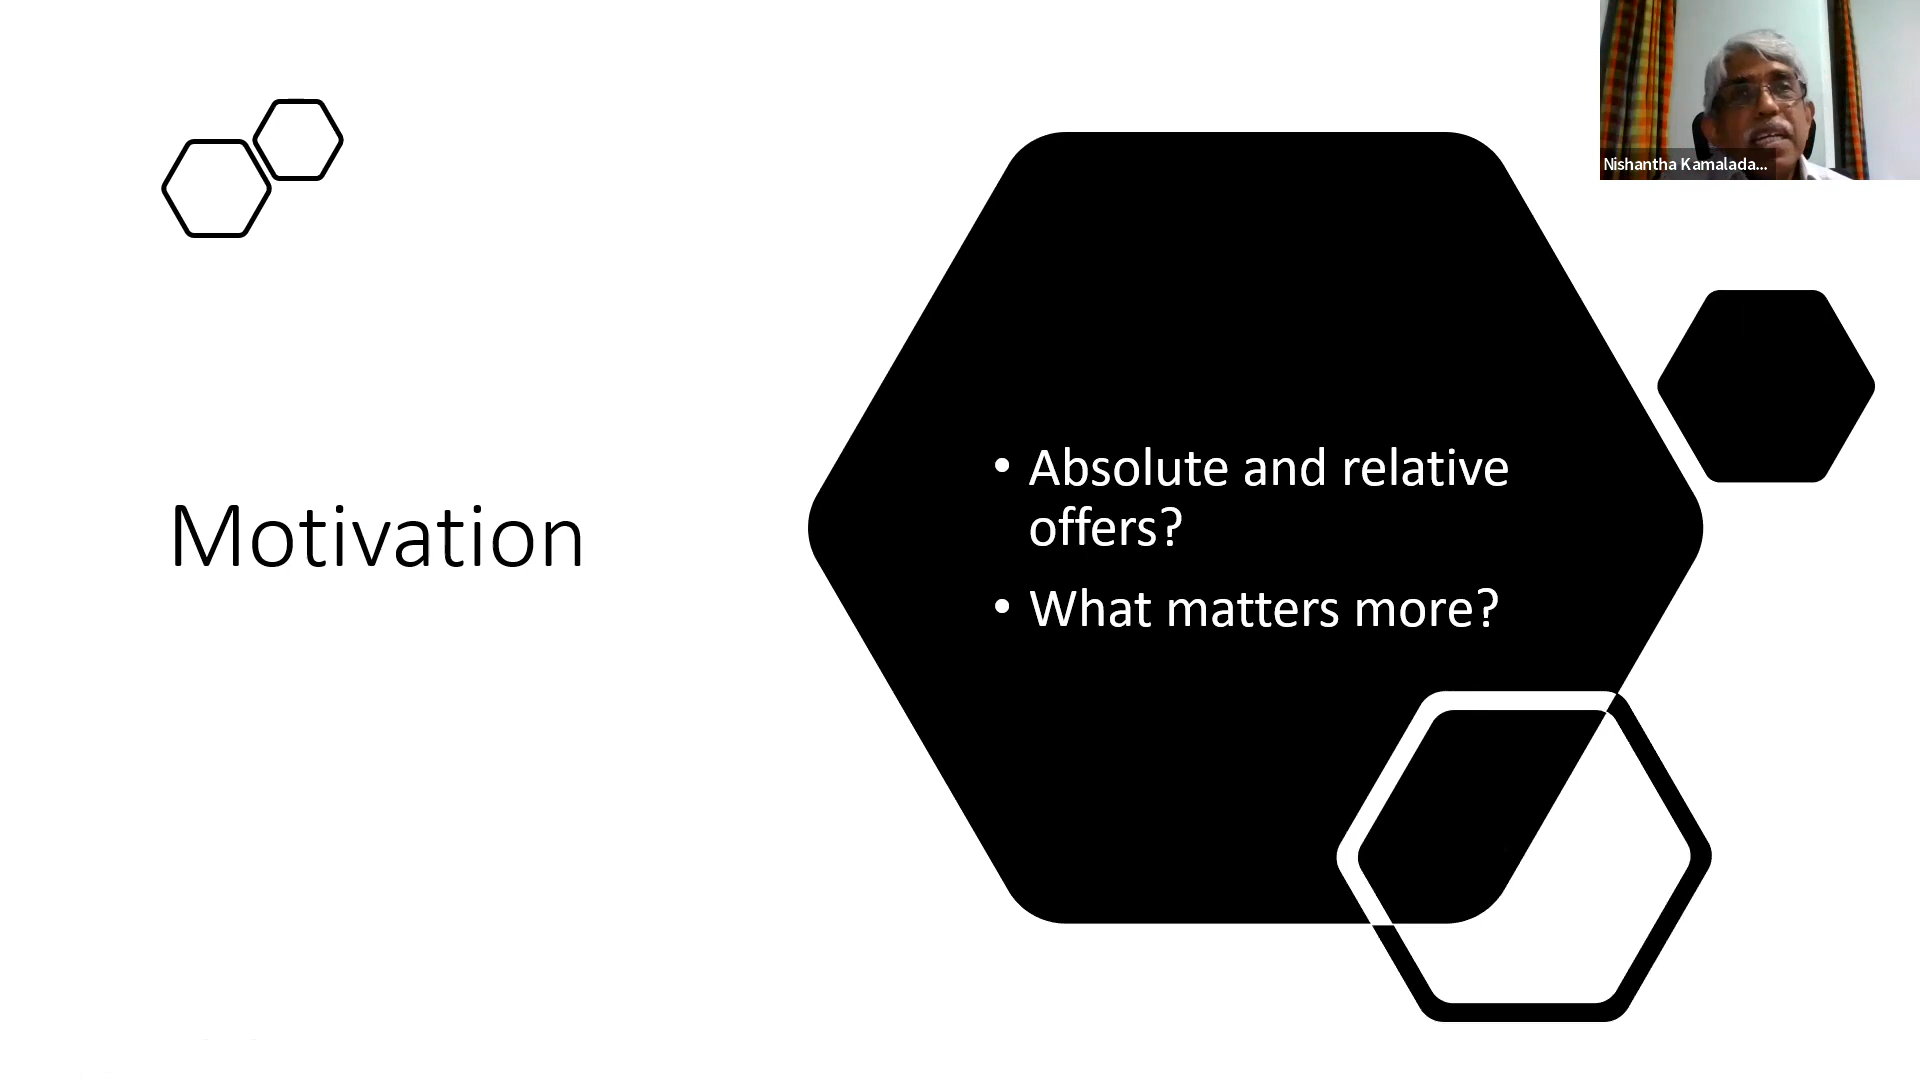 Nishantha Kamalada...
Motivation
• Absolute and relative
offers?
• What matters more?